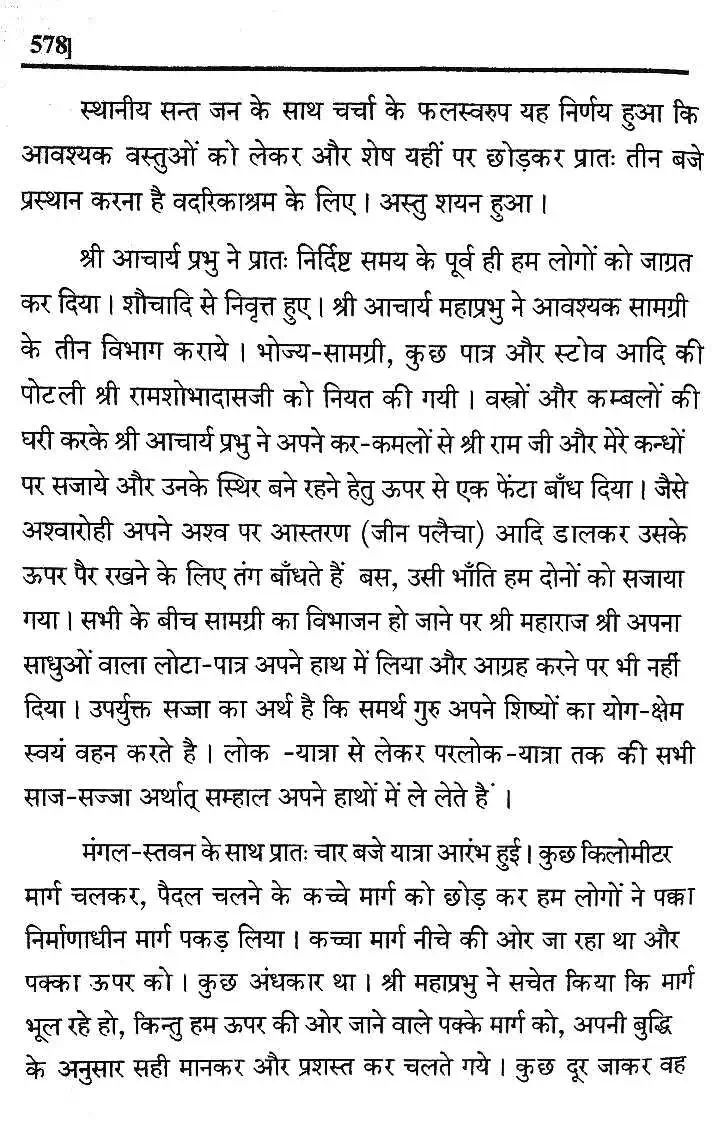 578]
स्थानीय सन्त जन के साथ चर्चा के फलस्वरुप यह निर्णय हुआ कि
आवश्यक वस्तुओं को लेकर और शेष यहीं पर छोड़कर प्रातः तीन बजे
प्रस्थान करना है वदरिकाश्रम के लिए। अस्तु शयन हुआ।
श्री आचार्य प्रभु ने प्रातः निर्दिष्ट समय के पूर्व ही हम लोगों को जाग्रत
कर दिया। शौचादि से निवृत्त हुए। श्री आचार्य महाप्रभु ने आवश्यक सामग्री
के तीन विभाग कराये। भोज्य-सामग्री, कुछ पात्र और स्टोव आदि की
पोटली श्री रामशोभादासजी को नियत की गयी। वस्त्रों और कम्बलों की
घरी करके श्री आचार्य प्रभु ने अपने कर-कमलों से श्री राम जी और मेरे कन्धों
पर सजाये और उनके स्थिर बने रहने हेतु ऊपर से एक फेंटा बाँध दिया। जैसे
अश्वारोही अपने अश्व पर आस्तरण (जीन पलैचा) आदि डालकर उसके
ऊपर पैर रखने के लिए तंग बाँधते हैं बस, उसी भाँति हम दोनों को सजाया
गया। सभी के बीच सामग्री का विभाजन हो जाने पर श्री महाराज श्री अपना
साधुओं वाला लोटा-पात्र अपने हाथ में लिया और आग्रह करने पर भी नहीं
दिया। उपर्युक्त सज्जा का अर्थ है कि समर्थ गुरु अपने शिष्यों का योग-क्षेम
स्वयं वहन करते है। लोक -यात्रा से लेकर परलोक-यात्रा तक की सभी
साज-सज्जा अर्थात् सम्हाल अपने हाथों में ले लेते हैं।
मंगल-स्तवन के साथ प्रातः चार बजे यात्रा आरंभ हुई। कुछ किलोमीटर
मार्ग चलकर, पैदल चलने के कच्चे मार्ग को छोड़ कर हम लोगों ने पक्का
निर्माणाधीन मार्ग पकड़ लिया। कच्चा मार्ग नीचे की ओर जा रहा था और
पक्का ऊपर को। कुछ अंधकार था। श्री महाप्रभु ने सचेत किया कि मार्ग
भूल रहे हो, किन्तु हम ऊपर की ओर जाने वाले पक्के मार्ग को, अपनी बुद्धि
के अनुसार सही मानकर और प्रशस्त कर चलते गये। कुछ दूर जाकर वह